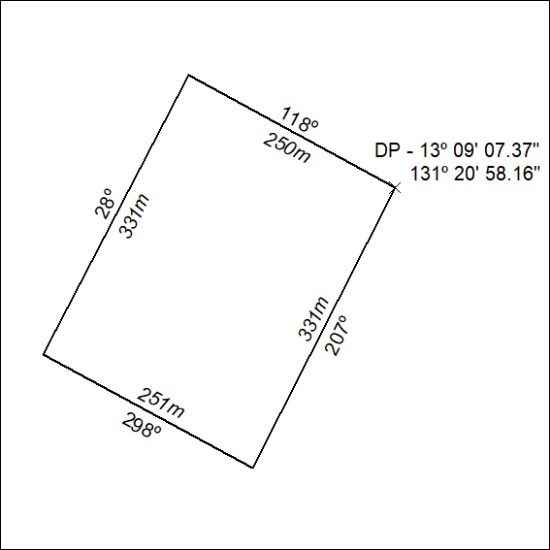 118º
250m
DP - 13º 09' 07.37"
131º 20' 58.16"
28º
331m
331m
207º
251m
298º